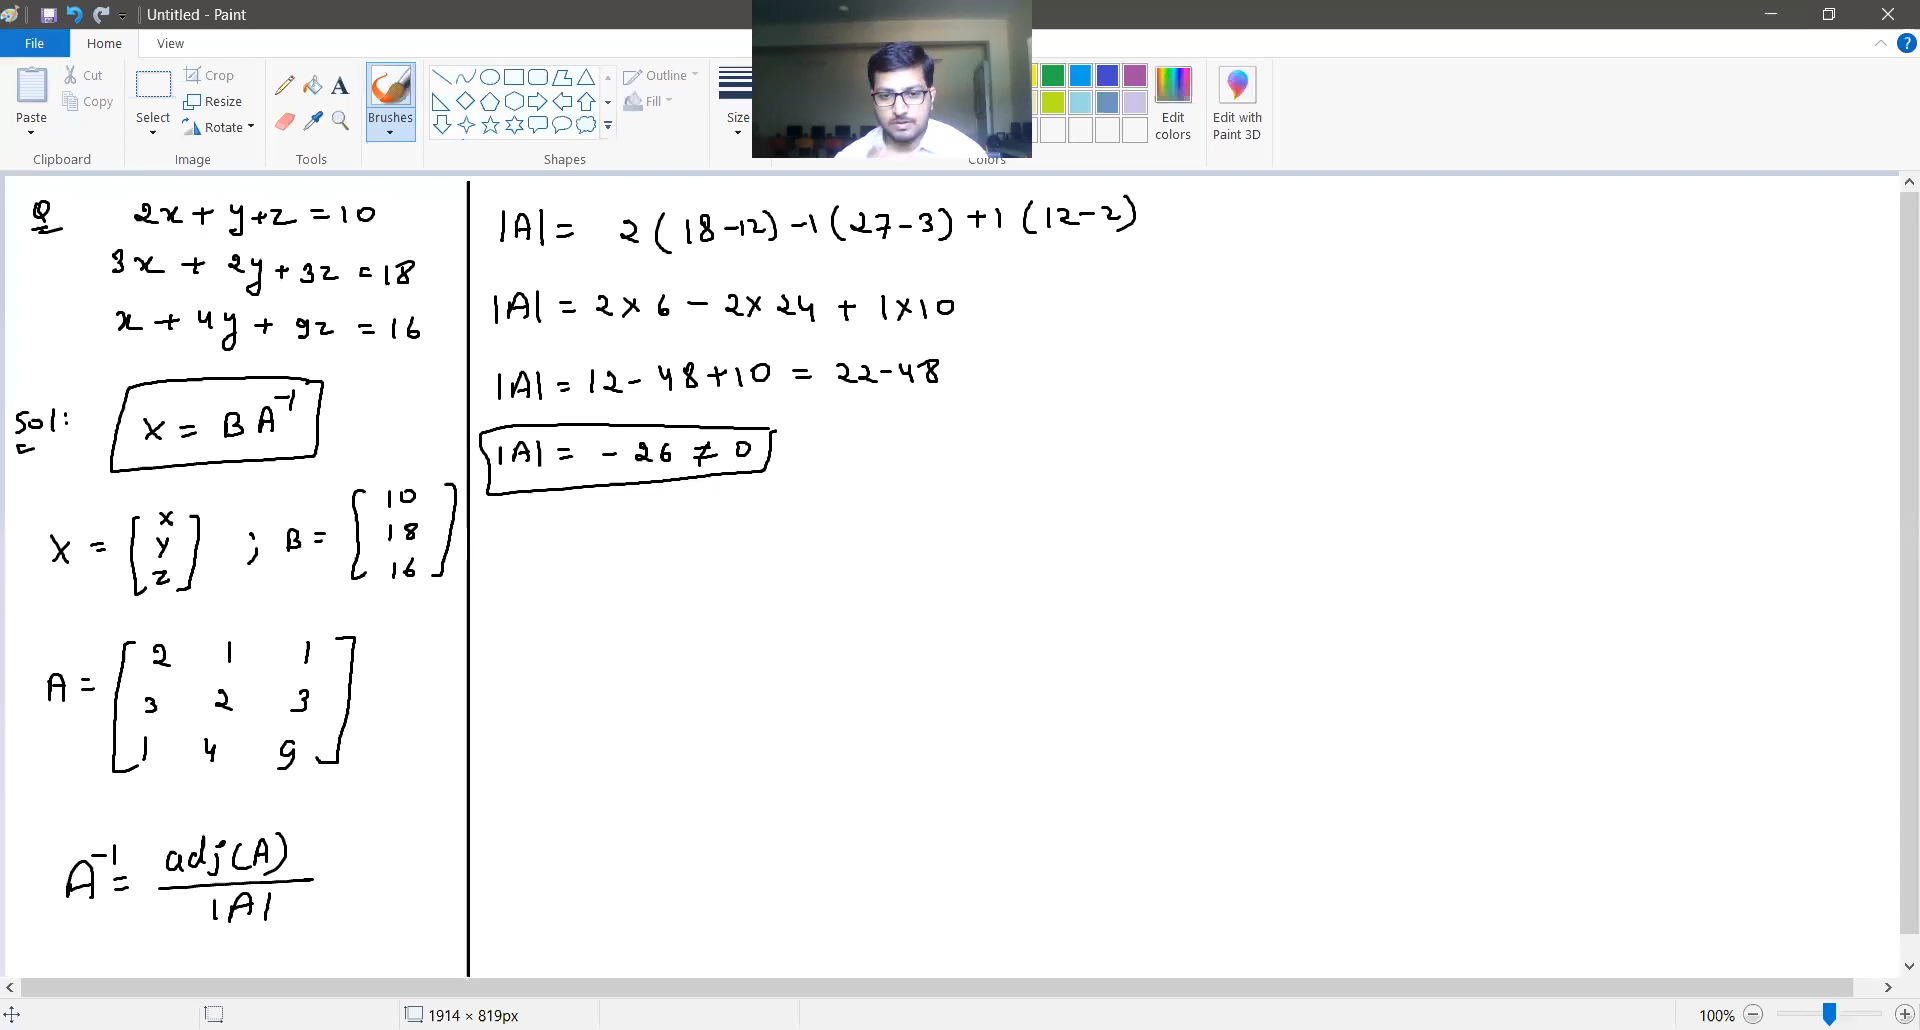 Untitled - Paint
File Home View
Paste
Cut
Copy
Clipboard
Select
Crop
Resize
Rotate
Image
A
Tools
Brushes
Outline
Fill
Shapes
Size
Edit colors
Edit with Paint 3D
Colors
Q 2x + y + z = 10
3x + 2y + 3z = 18
x + 4y + 9z = 16
Sol: X = B A⁻¹
X = [x y z] ; B = [10 18 16]
A = [2 1 1
3 2 3
1 4 9]
A⁻¹ = adj(A) / |A|
|A| = 2 (18-12) -1 (27-3) +1 (12-2)
|A| = 2 × 6 - 2 × 24 + 1 × 10
|A| = 12 - 48 + 10 = 22 - 48
|A| = - 26 ≠ 0
1914 × 819px
100%